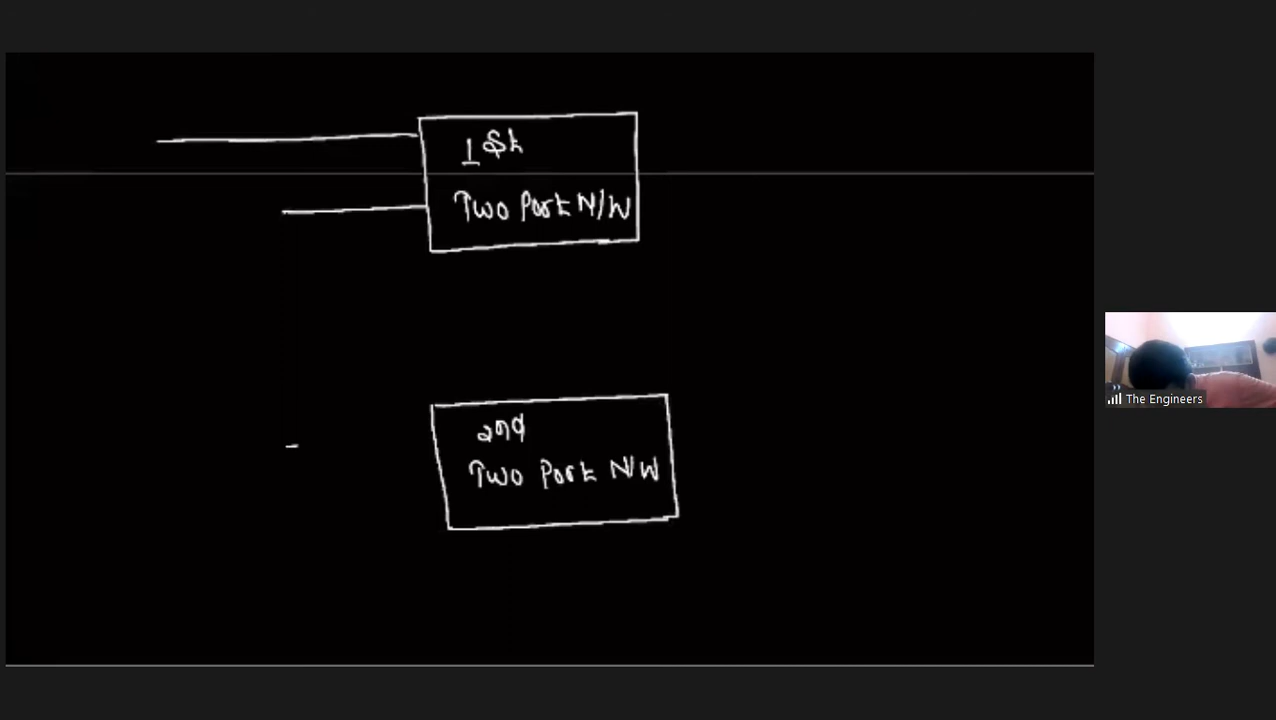 1st
Two Port N/W
2nd
Two Port N/W
The Engineers